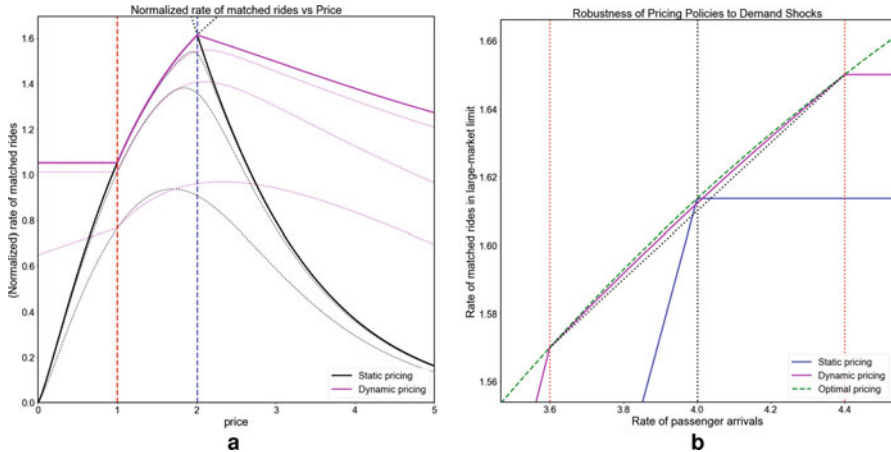 Normalized rate of matched rides vs Price
(Normalized) rate of matched rides
1.6
1.4
1.2
1.0
0.8
0.6
0.4
0.2
0.0
0
1
2
3
4
5
price
Static pricing
Dynamic pricing
a
Robustness of Pricing Policies to Demand Shocks
Rate of matched rides in large-market limit
1.66
1.64
1.62
1.60
1.58
1.56
3.6
3.8
4.0
4.2
4.4
Rate of passenger arrivals
Static pricing
Dynamic pricing
Optimal pricing
b